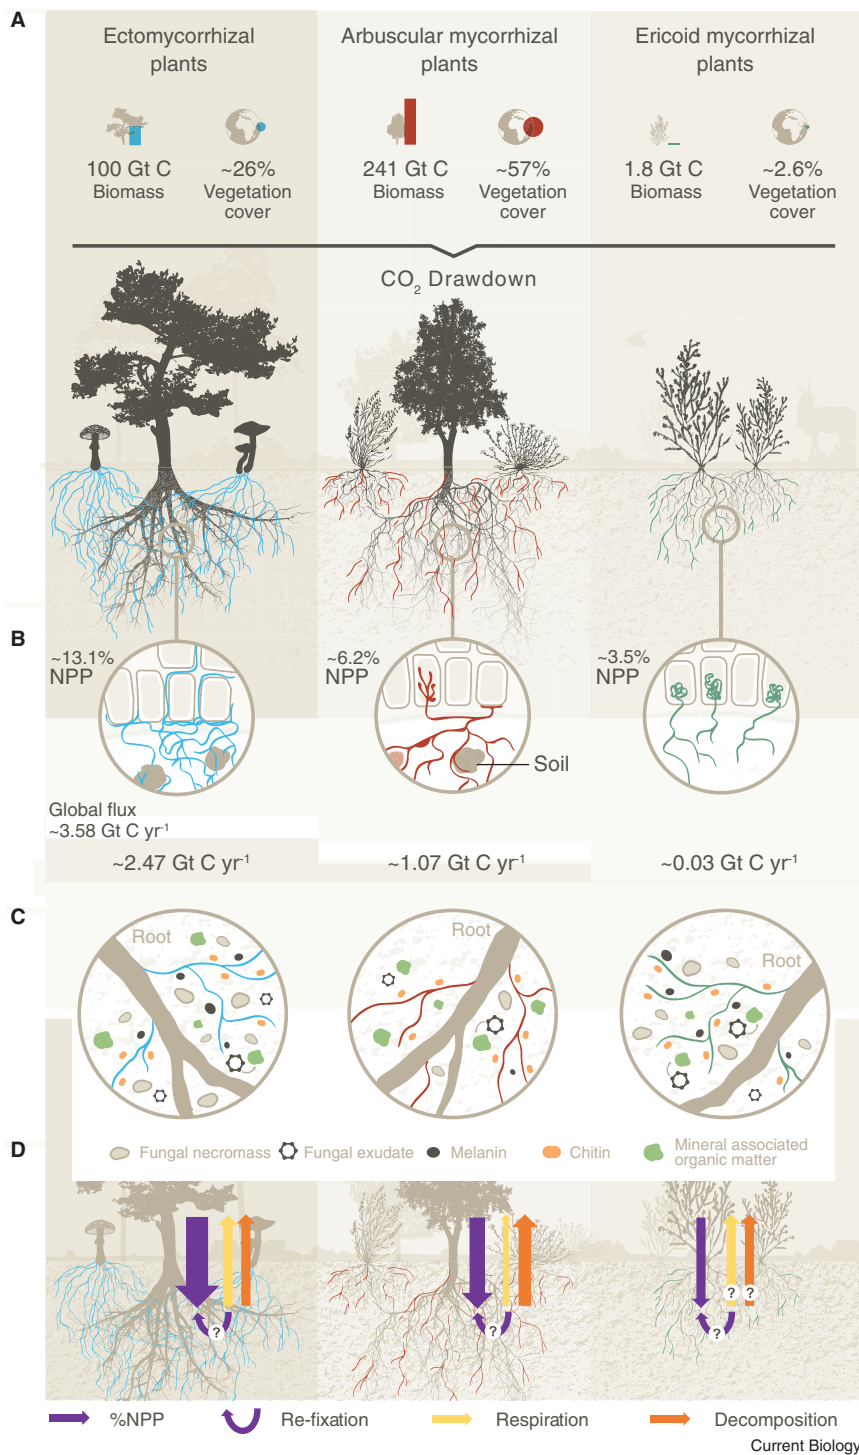 A
Ectomycorrhizal
plants
Arbuscular mycorrhizal
plants
Ericoid mycorrhizal
plants
100 Gt C
Biomass
~26%
Vegetation
cover
241 Gt C
Biomass
~57%
Vegetation
cover
1.8 Gt C
Biomass
~2.6%
Vegetation
cover
CO2 Drawdown
B
~13.1%
NPP
~6.2%
NPP
~3.5%
NPP
Soil
Global flux
~3.58 Gt C yr-1
~2.47 Gt C yr-1
~1.07 Gt C yr-1
~0.03 Gt C yr-1
C
Root
Root
Root
Fungal necromass
Fungal exudate
Melanin
Chitin
Mineral associated
organic matter
D
?
?
?
?
?
%NPP
Re-fixation
Respiration
Decomposition
Current Biology